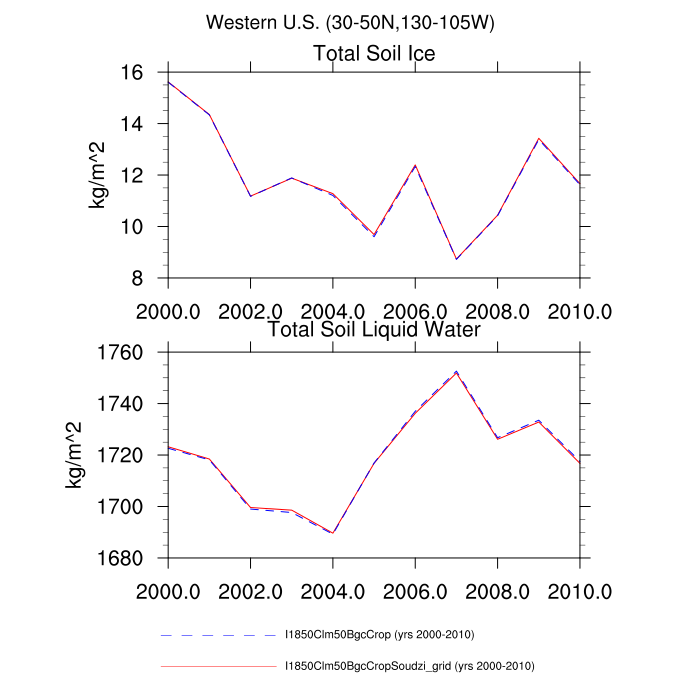 Western U.S. (30-50N,130-105W)
Total Soil Ice
16
14
12
10
8
kg/m^2
2000.0 2002.0 2004.0 2006.0 2008.0 2010.0
Total Soil Liquid Water
1760
1740
1720
1700
1680
kg/m^2
2000.0 2002.0 2004.0 2006.0 2008.0 2010.0
I1850Clm50BgcCrop (yrs 2000-2010)
I1850Clm50BgcCropSoudzi_grid (yrs 2000-2010)